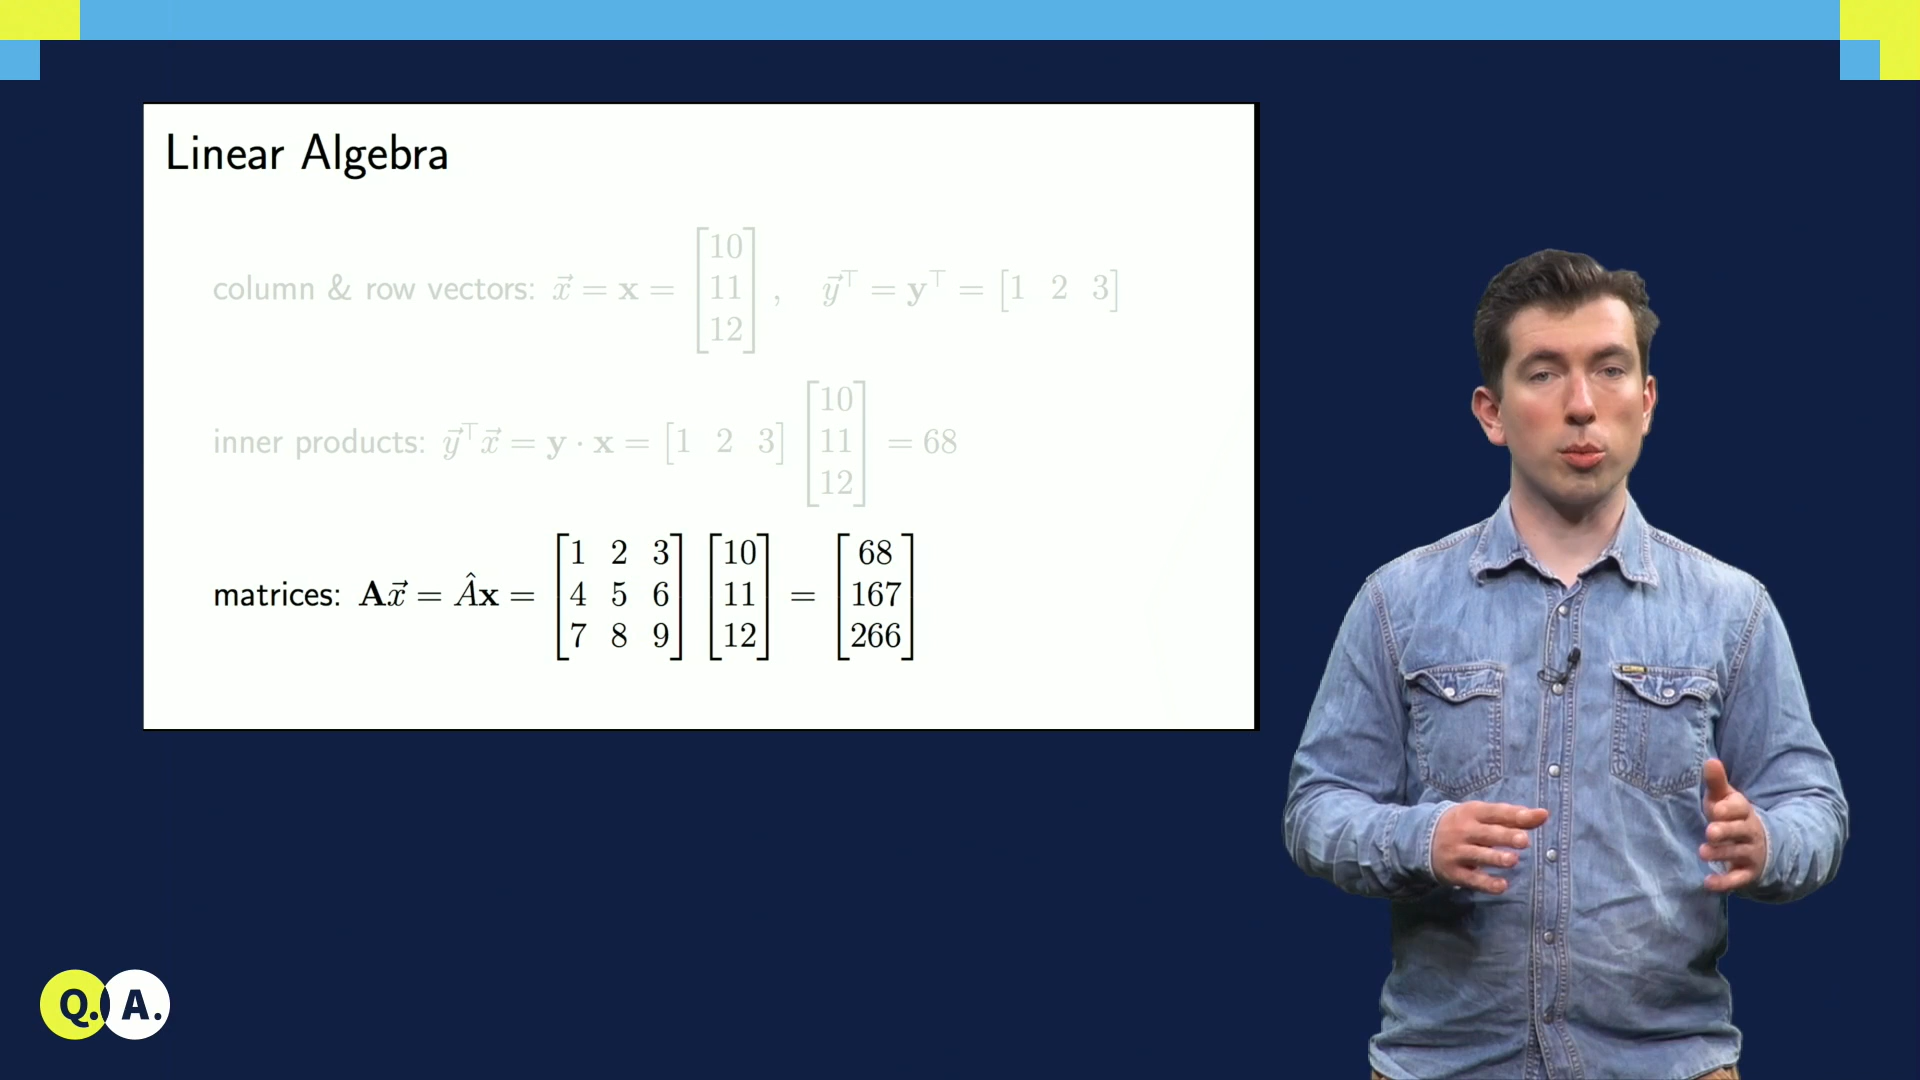 Linear Algebra
column & row vectors: x⃗ = 𝐱 = [10 11 12], y⃗⊤ = 𝐲⊤ = [1 2 3]
inner products: y⃗⊤x⃗ = 𝐲 · 𝐱 = [1 2 3] [10 11 12] = 68
matrices: 𝐀x⃗ = Â𝐱 = [1 2 3 4 5 6 7 8 9] [10 11 12] = [68 167 266]
Q. A.